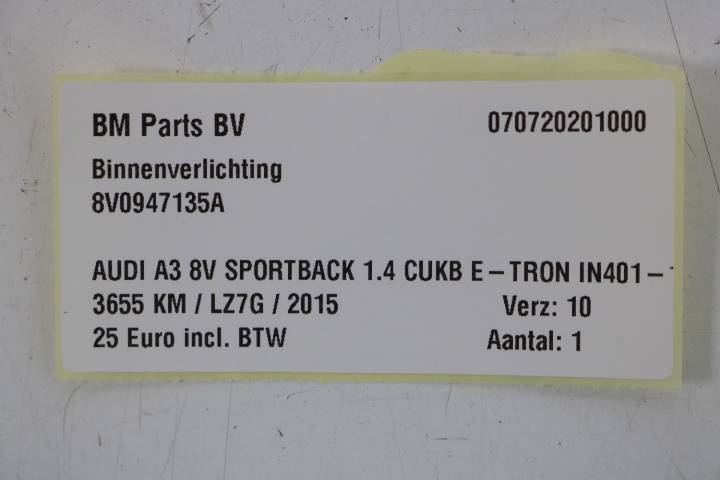 BM Parts BV 070720201000
Binnenverlichting
8V0947135A
AUDI A3 8V SPORTBACK 1.4 CUKB E–TRON IN401–
3655 KM / LZ7G / 2015 Verz: 10
25 Euro incl. BTW Aantal: 1